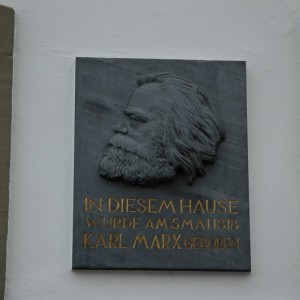 IN DIESEM HAUSE
WURDE AM 5 MAI 1818
KARL MARX GEBOREN